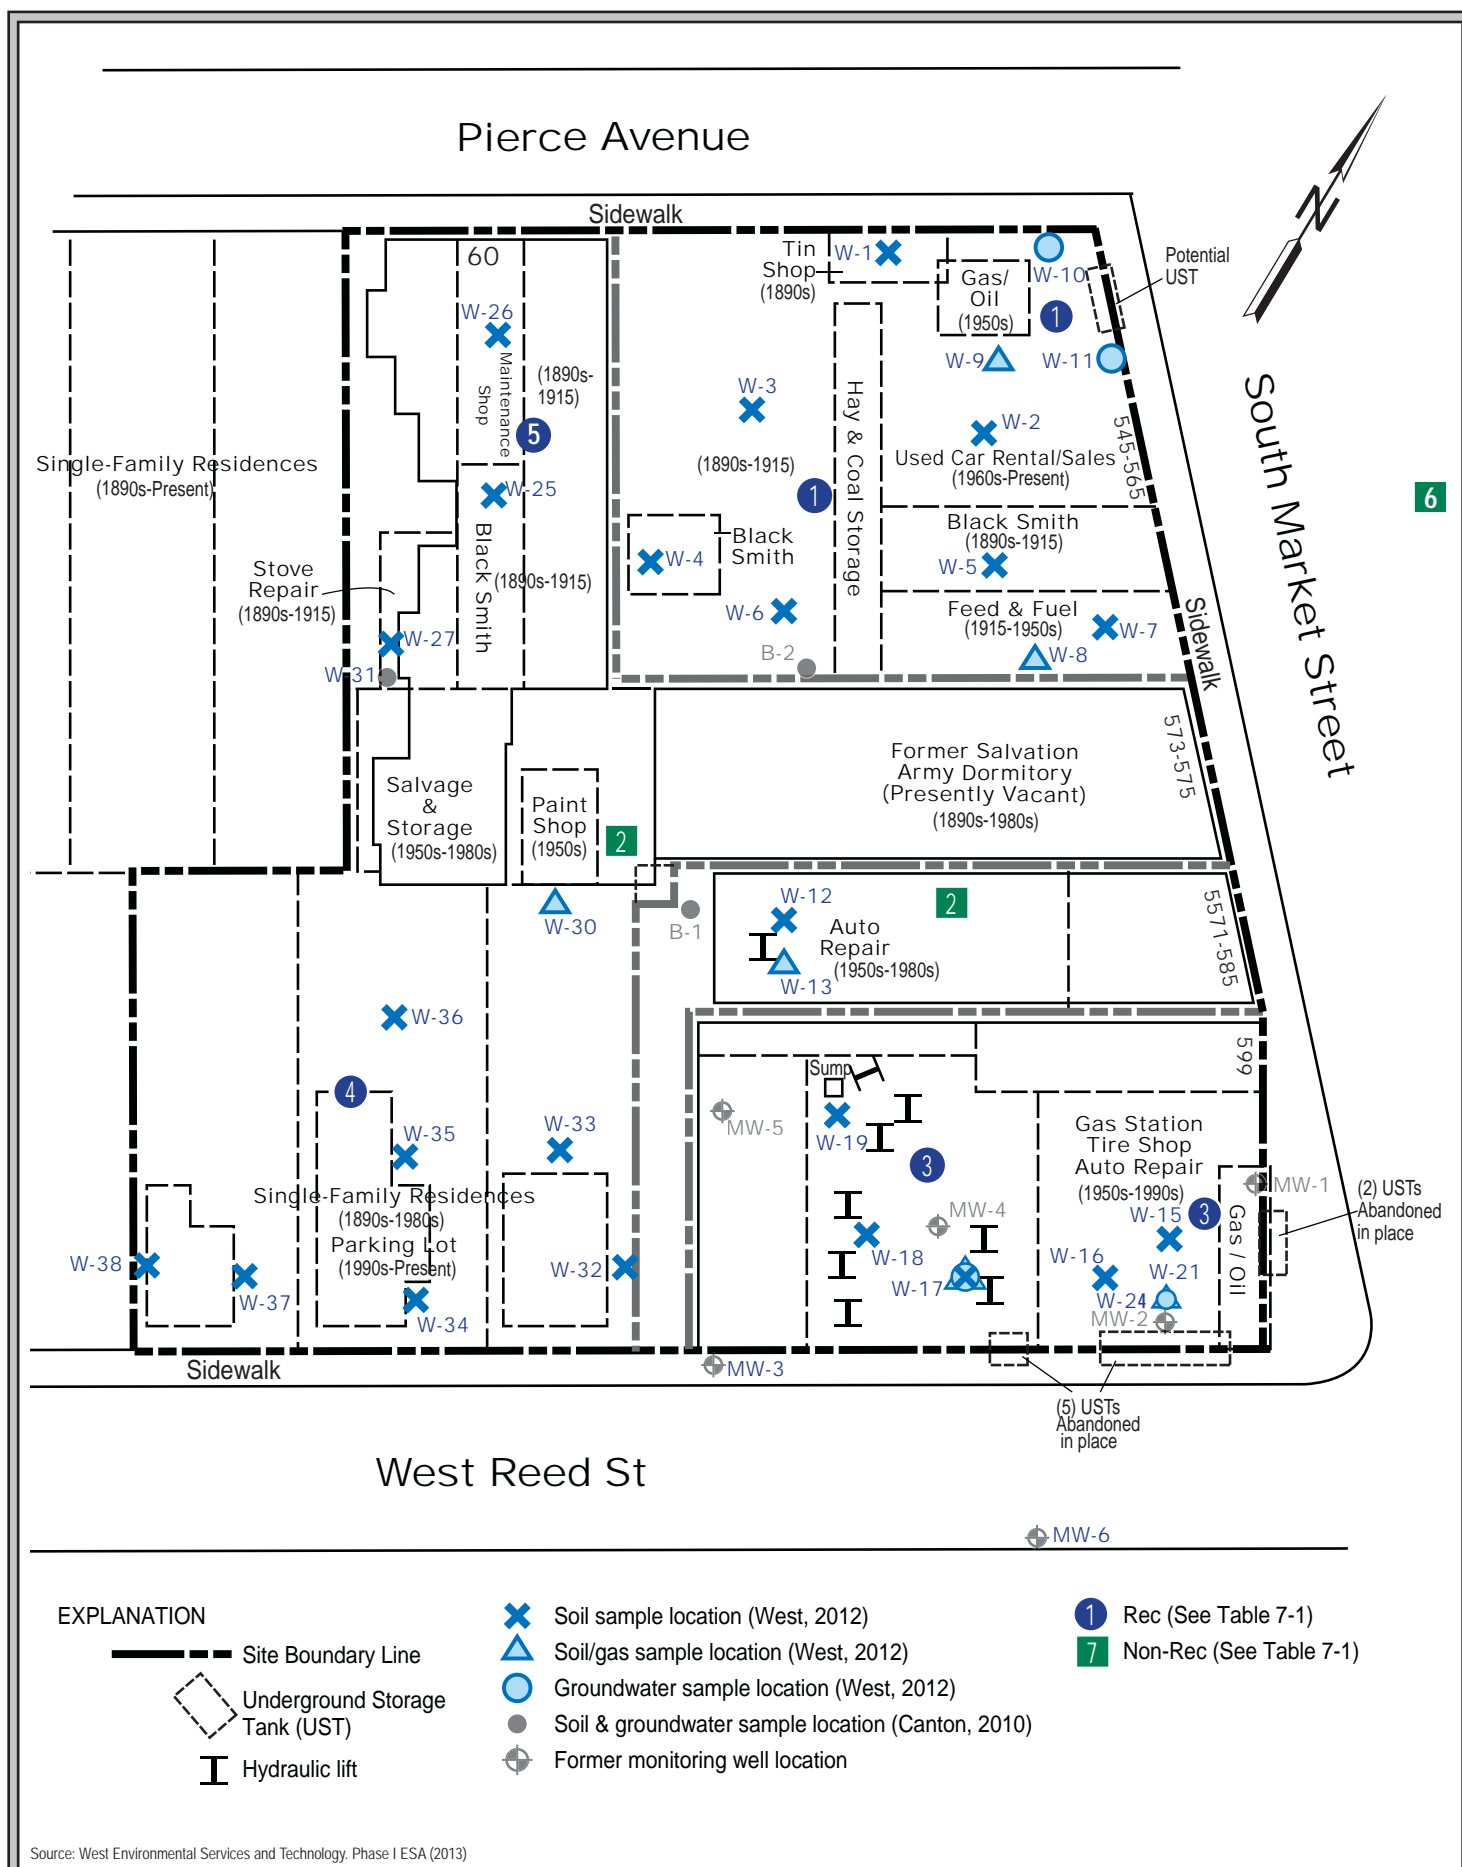 Pierce Avenue
Sidewalk
60
Tin
Shop
(1890s)
W-1
Gas/
Oil
(1950s)
W-10
1
Potential
UST
N
W-26
Maintenance
Shop
(1890s-
1915)
5
W-3
W-9
W-11
W-2
Used Car Rental/Sales
(1960s-Present)
545-565
South Market Street
Single-Family Residences
(1890s-Present)
(1890s-1915)
1
Hay & Coal Storage
6
W-25
Black Smith
(1890s-1915)
Black
Smith
W-4
Black Smith
(1890s-1915)
W-5
Stove
Repair
(1890s-1915)
W-6
Feed & Fuel
(1915-1950s)
W-7
Sidewalk
W-27
W-31
B-2
W-8
573-575
Former Salvation
Army Dormitory
(Presently Vacant)
(1890s-1980s)
Salvage
&
Storage
(1950s-1980s)
Paint
Shop
(1950s)
2
W-30
B-1
W-12
2
Auto
Repair
(1950s-1980s)
W-13
5571-585
W-36
599
4
Sump
MW-5
W-19
3
Gas Station
Tire Shop
Auto Repair
(1950s-1990s)
W-35
W-33
MW-1
(2) USTs
Abandoned
in place
Single-Family Residences
(1890s-1980s)
Parking Lot
(1990s-Present)
MW-4
W-15
3
Gas / Oil
W-38
W-37
W-32
W-18
W-17
W-16
W-21
W-24
W-34
MW-2
Sidewalk
MW-3
(5) USTs
Abandoned
in place
West Reed St
MW-6
EXPLANATION
Site Boundary Line
Underground Storage
Tank (UST)
Hydraulic lift
Soil sample location (West, 2012)
Soil/gas sample location (West, 2012)
Groundwater sample location (West, 2012)
Soil & groundwater sample location (Canton, 2010)
Former monitoring well location
1 Rec (See Table 7-1)
7 Non-Rec (See Table 7-1)
Source: West Environmental Services and Technology. Phase I ESA (2013)